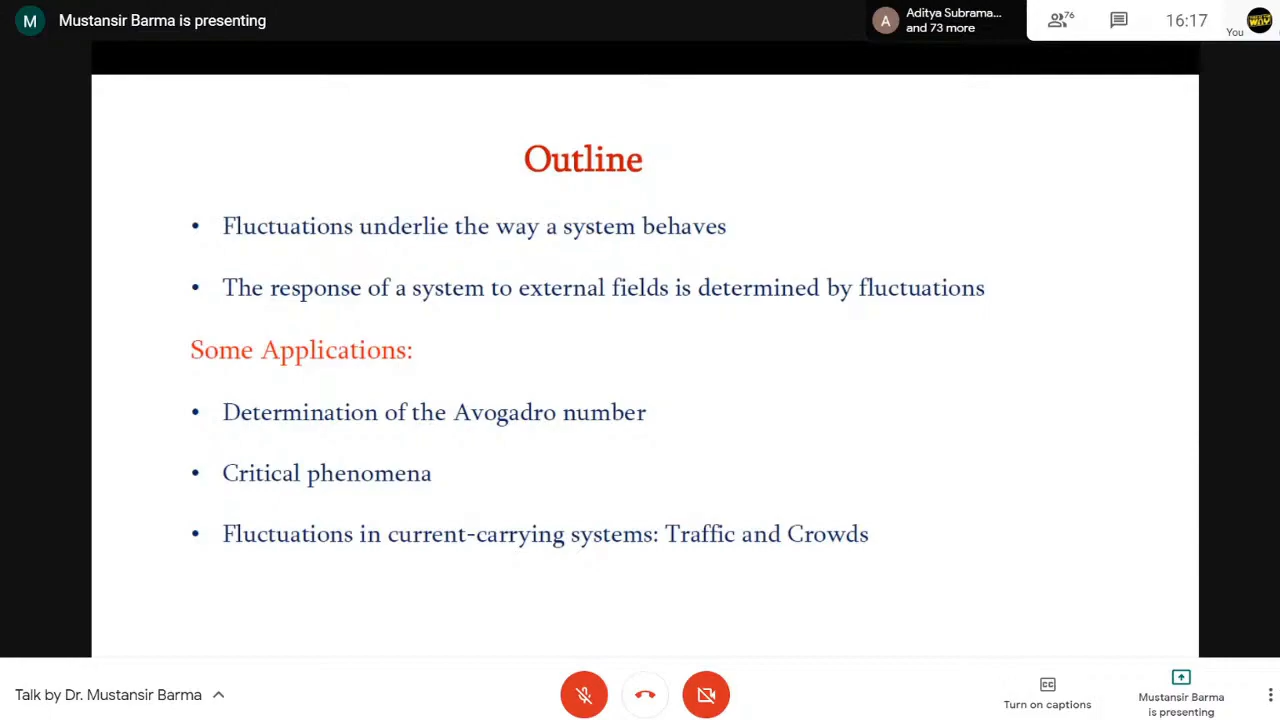 M
Mustansir Barma is presenting
A
Aditya Subrama...
and 73 more
76
16:17
You
Outline
• Fluctuations underlie the way a system behaves
• The response of a system to external fields is determined by fluctuations
Some Applications:
• Determination of the Avogadro number
• Critical phenomena
• Fluctuations in current-carrying systems: Traffic and Crowds
Talk by Dr. Mustansir Barma
CC
Turn on captions
Mustansir Barma
is presenting